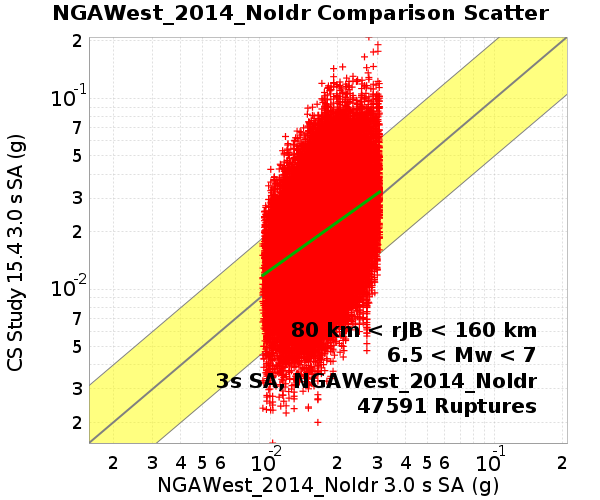 NGAWest_2014_NoIdr Comparison Scatter
2
10-1
7
5
3
2
10-2
7
5
3
2
CS Study 15.4 3.0 s SA (g)
80 km < rJB < 160 km
6.5 < Mw < 7
3s SA, NGAWest_2014_NoIdr
47591 Ruptures
2 3 4 5 6 10-2 2 3 4 5 6 10-1 2
NGAWest_2014_NoIdr 3.0 s SA (g)